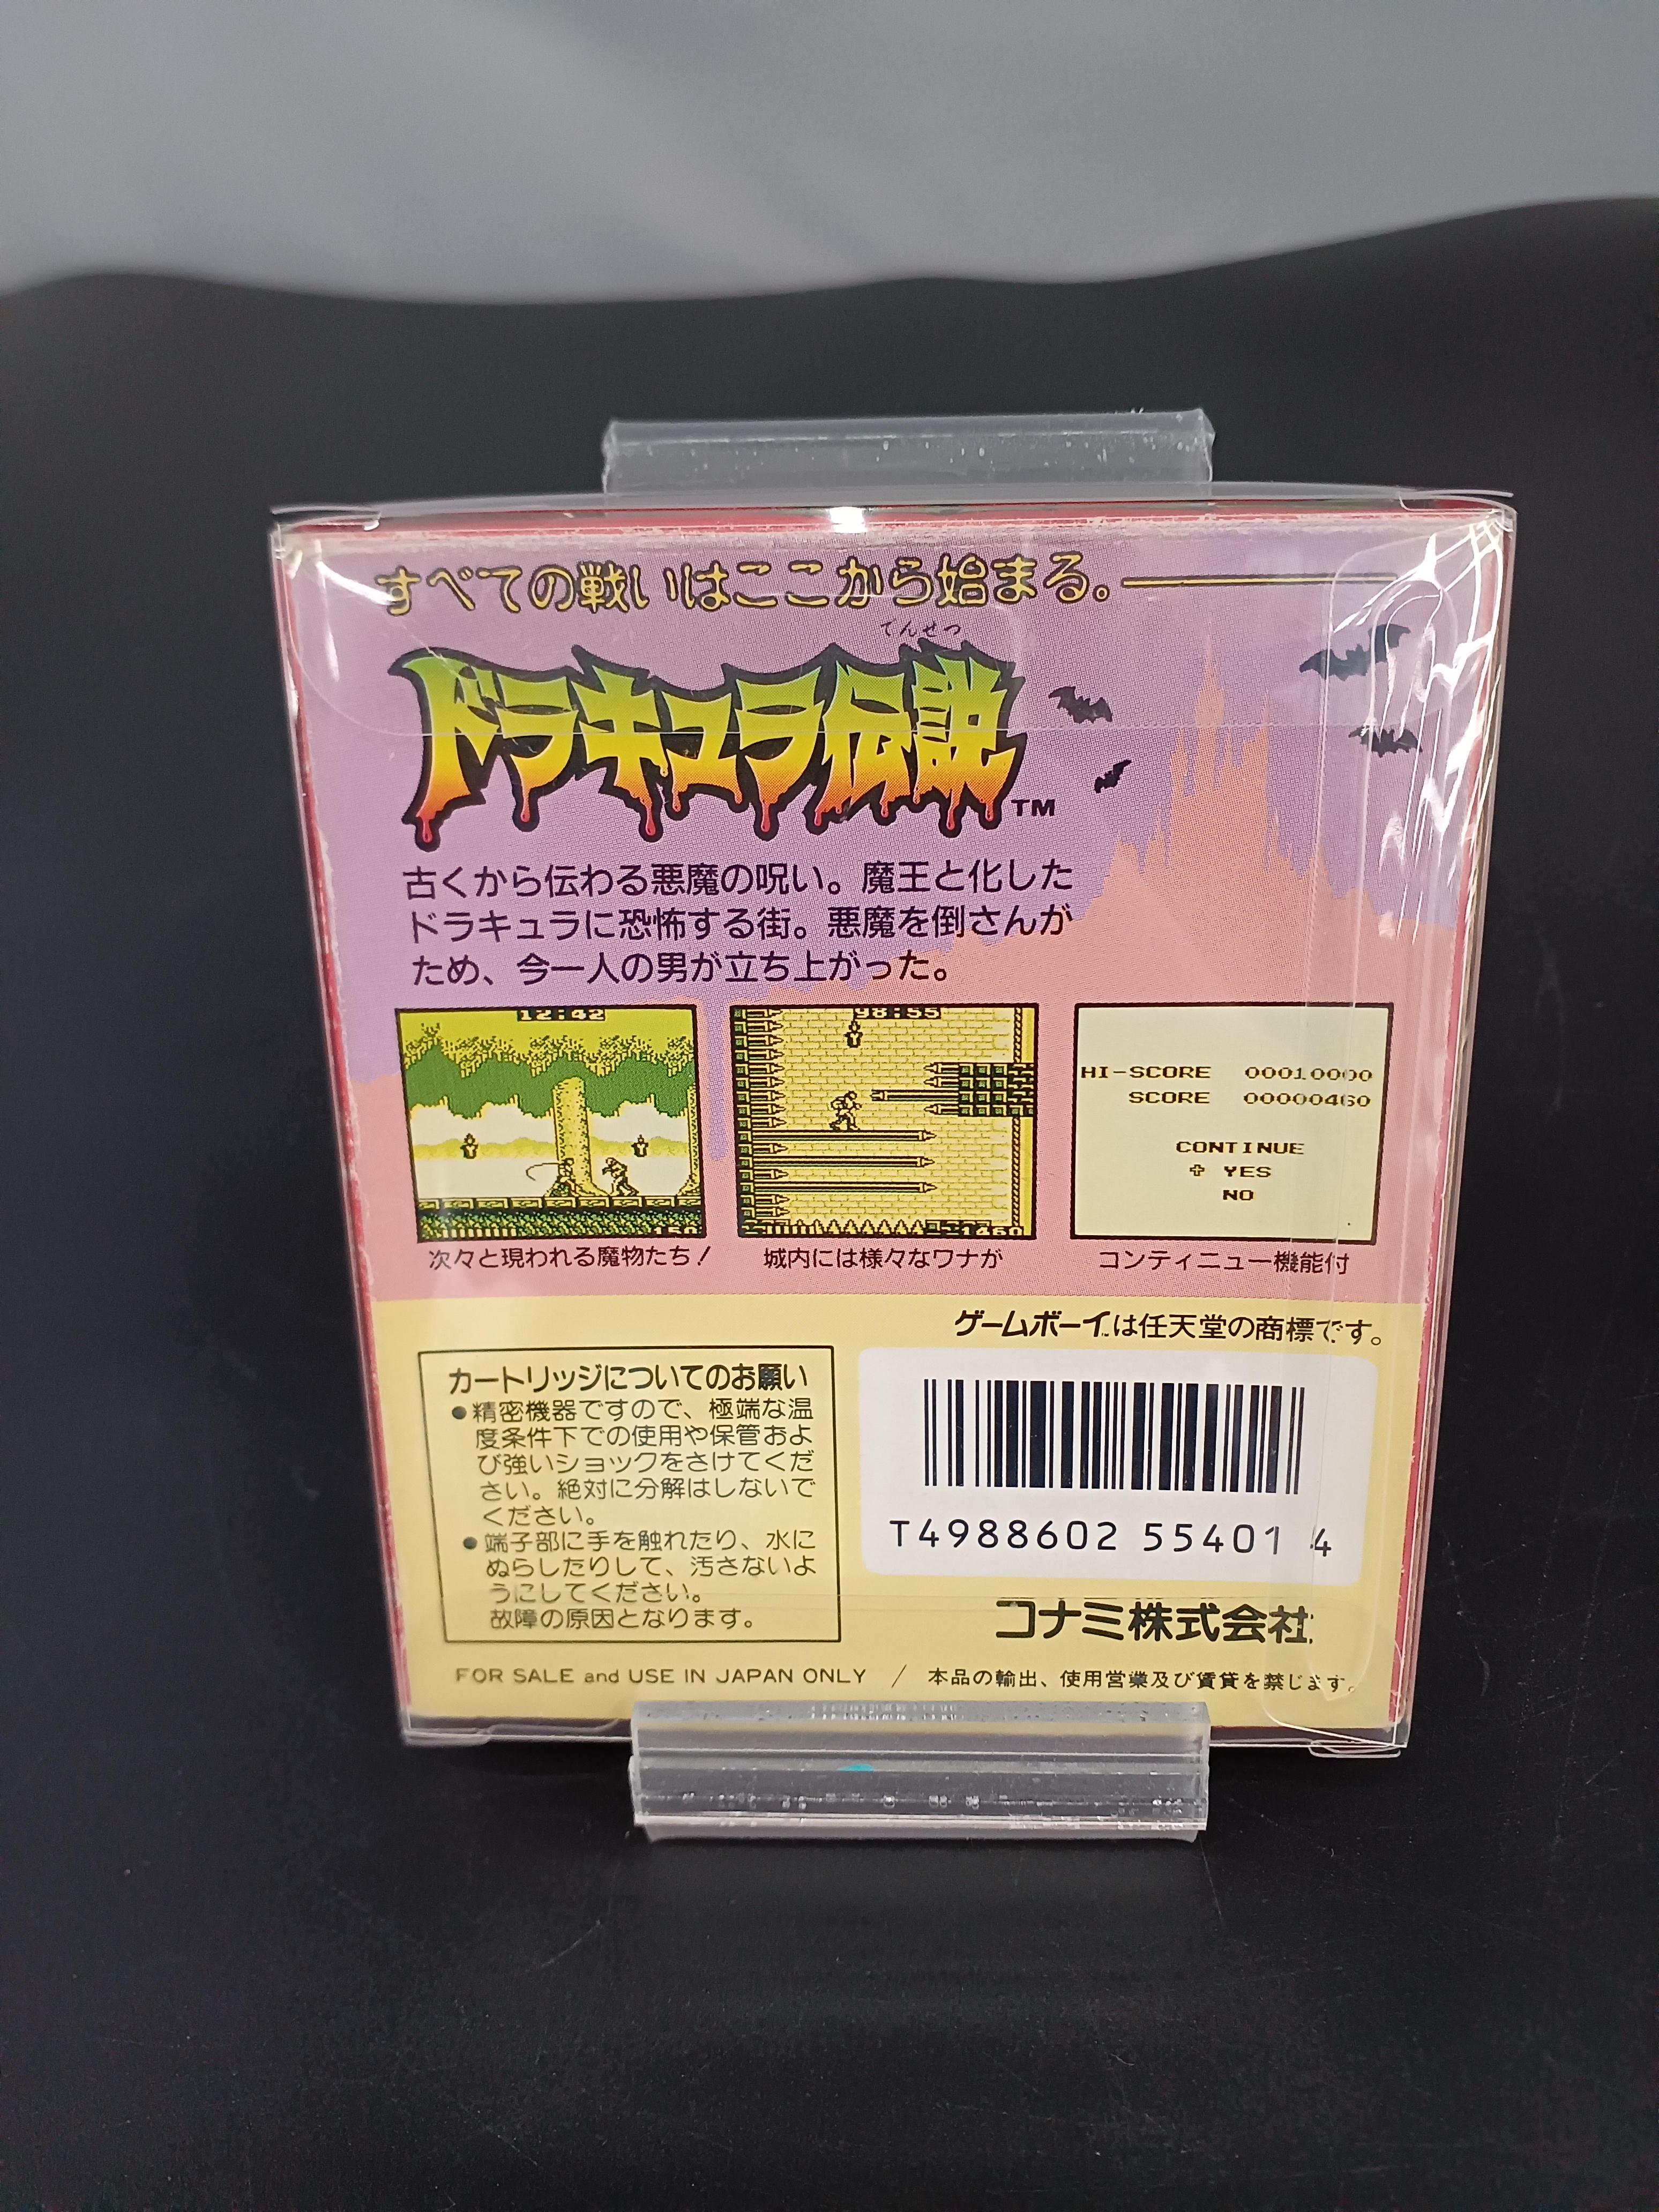 すべての戦いはここから始まる。
でんせつ
ドラキュラ伝説
TM
古くから伝わる悪魔の呪い。魔王と化した
ドラキュラに恐怖する街。悪魔を倒さんが
ため、今一人の男が立ち上がった。
12:42
150
次々と現われる魔物たち！
98:55
1460
城内には様々なワナが
HI-SCORE 00010000
SCORE 00000460
CONTINUE
YES
NO
コンティニュー機能付
ゲームボーイは任天堂の商標です。
カートリッジについてのお願い
●精密機器ですので、極端な温
度条件下での使用や保管およ
び強いショックをさけてくだ
さい。絶対に分解はしないで
ください。
●端子部に手を触れたり、水に
ぬらしたりして、汚さないよ
うにしてください。
故障の原因となります。
T4988602 55401 4
コナミ株式会社
FOR SALE and USE IN JAPAN ONLY / 本品の輸出、使用営業及び賃貸を禁じます。